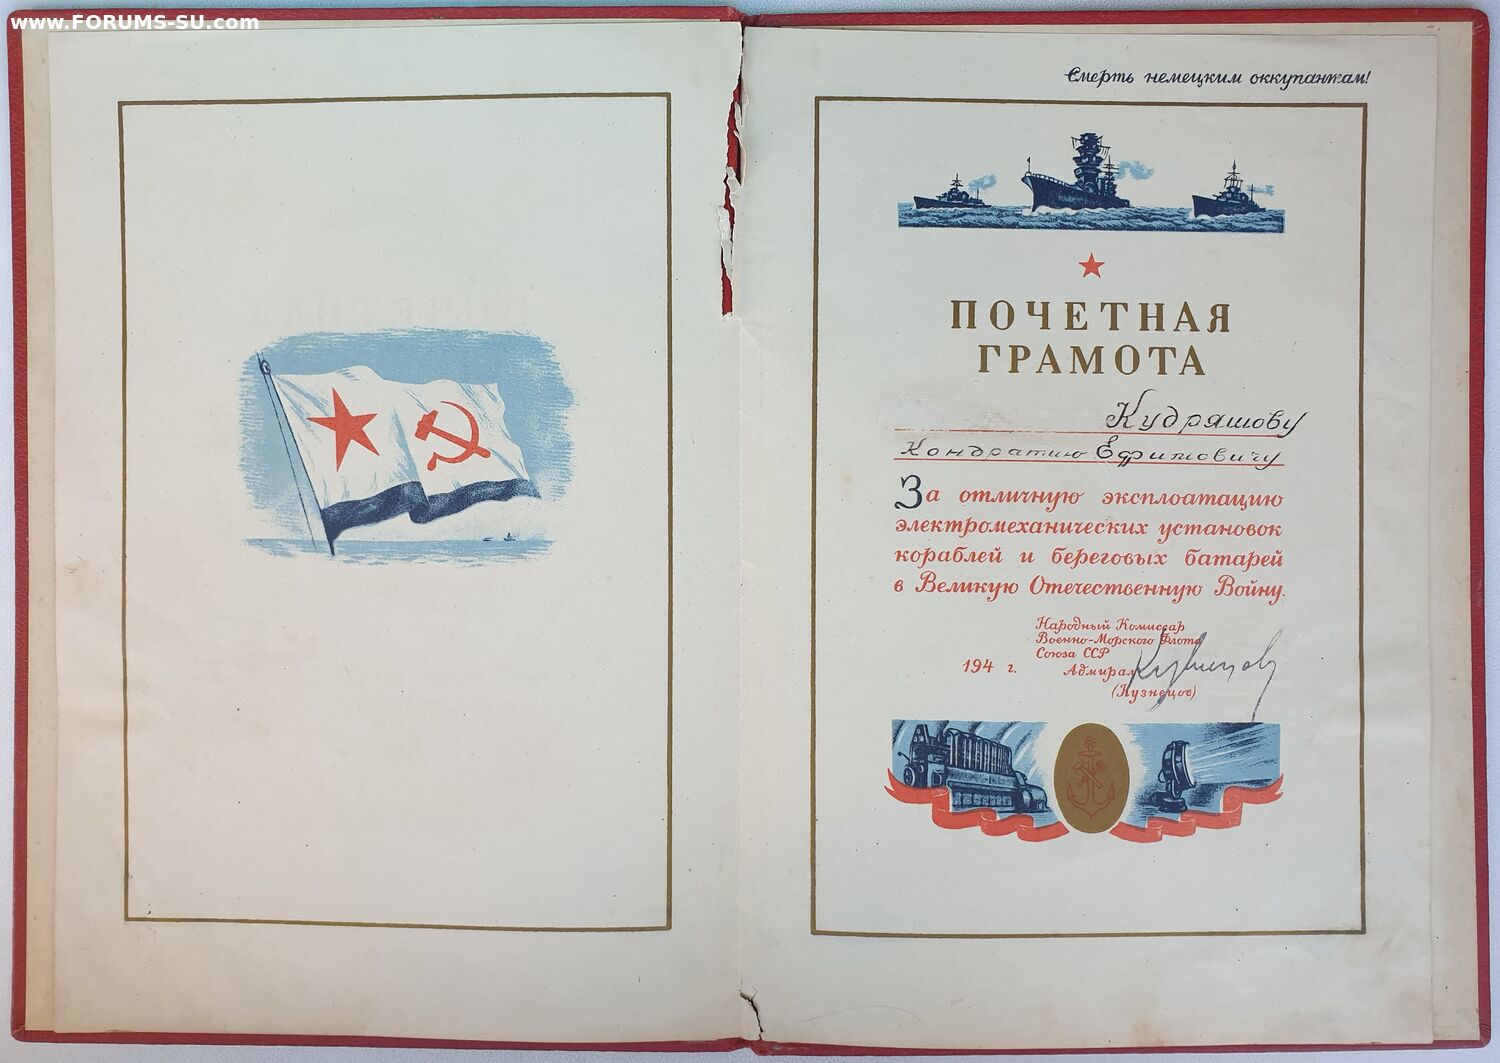 www.FORUMS-SU.com
Смерть немецким оккупантам!
ПОЧЕТНАЯ
ГРАМОТА
Кудряшову
Кондратию Ефимовичу
За отличную эксплоатацию
электромеханических установок
кораблей и береговых батарей
в Великую Отечественную Войну.
Народный Комиссар
Военно-Морского Флота
Союза ССР
194 г. Адмирал Кузнецов
(Кузнецов)